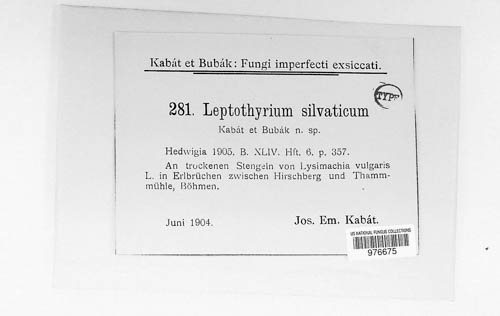 Kabát et Bubák: Fungi imperfecti exsiccati.
TYPE
281. Leptothyrium silvaticum
Kabát et Bubák n. sp.
Hedwigia 1905, B. XLIV. Hft. 6. p. 357.
An trockenen Stengeln von Lysimachia vulgaris
L. in Erlbrüchen zwischen Hirschberg und Thamm-
mühle, Böhmen.
Juni 1904. Jos. Em. Kabát.
US NATIONAL FUNGUS COLLECTIONS
976675